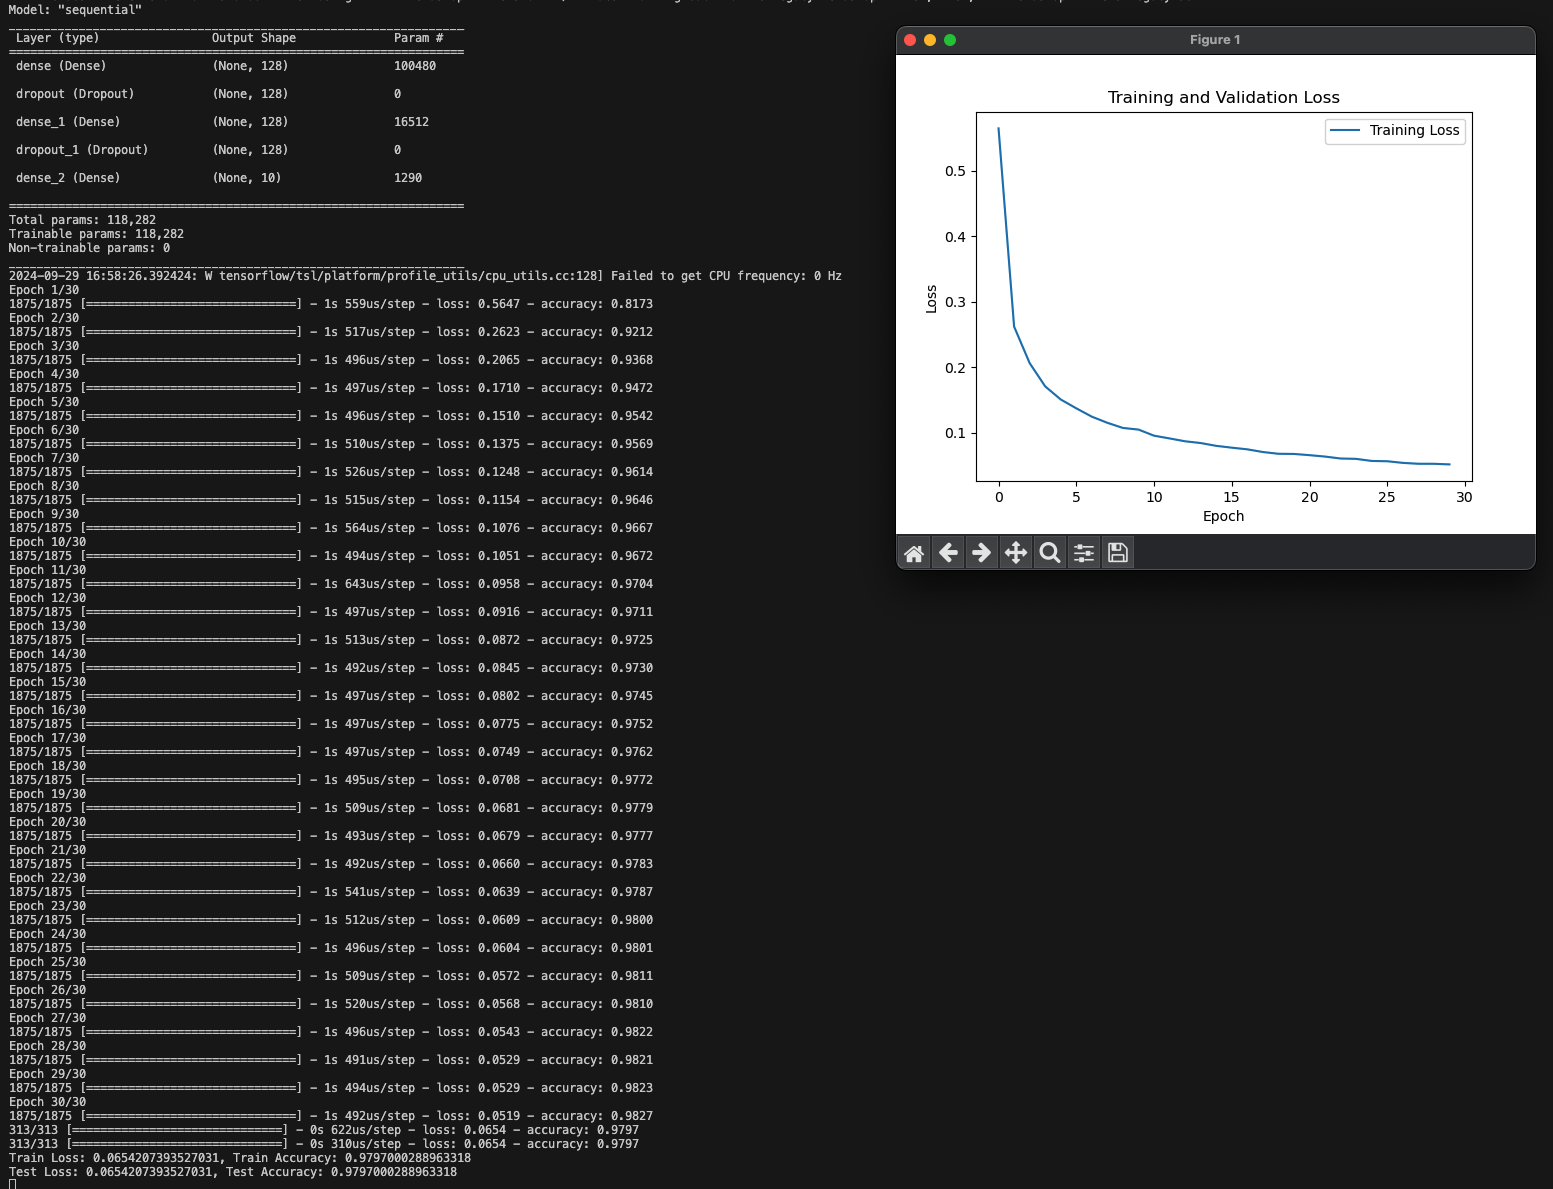 Model: "sequential"
Layer (type) Output Shape Param #
dense (Dense) (None, 128) 100480
dropout (Dropout) (None, 128) 0
dense_1 (Dense) (None, 128) 16512
dropout_1 (Dropout) (None, 128) 0
dense_2 (Dense) (None, 10) 1290
Total params: 118,282
Trainable params: 118,282
Non-trainable params: 0
2024-09-29 16:58:26.392424: W tensorflow/tsl/platform/profile_utils/cpu_utils.cc:128] Failed to get CPU frequency: 0 Hz
Epoch 1/30
1875/1875 [==============================] - 1s 559us/step - loss: 0.5647 - accuracy: 0.8173
Epoch 2/30
1875/1875 [==============================] - 1s 517us/step - loss: 0.2623 - accuracy: 0.9212
Epoch 3/30
1875/1875 [==============================] - 1s 496us/step - loss: 0.2065 - accuracy: 0.9368
Epoch 4/30
1875/1875 [==============================] - 1s 497us/step - loss: 0.1710 - accuracy: 0.9472
Epoch 5/30
1875/1875 [==============================] - 1s 496us/step - loss: 0.1510 - accuracy: 0.9542
Epoch 6/30
1875/1875 [==============================] - 1s 510us/step - loss: 0.1375 - accuracy: 0.9569
Epoch 7/30
1875/1875 [==============================] - 1s 526us/step - loss: 0.1248 - accuracy: 0.9614
Epoch 8/30
1875/1875 [==============================] - 1s 515us/step - loss: 0.1154 - accuracy: 0.9646
Epoch 9/30
1875/1875 [==============================] - 1s 564us/step - loss: 0.1076 - accuracy: 0.9667
Epoch 10/30
1875/1875 [==============================] - 1s 494us/step - loss: 0.1051 - accuracy: 0.9672
Epoch 11/30
1875/1875 [==============================] - 1s 643us/step - loss: 0.0958 - accuracy: 0.9704
Epoch 12/30
1875/1875 [==============================] - 1s 497us/step - loss: 0.0916 - accuracy: 0.9711
Epoch 13/30
1875/1875 [==============================] - 1s 513us/step - loss: 0.0872 - accuracy: 0.9725
Epoch 14/30
1875/1875 [==============================] - 1s 492us/step - loss: 0.0845 - accuracy: 0.9730
Epoch 15/30
1875/1875 [==============================] - 1s 497us/step - loss: 0.0802 - accuracy: 0.9745
Epoch 16/30
1875/1875 [==============================] - 1s 497us/step - loss: 0.0775 - accuracy: 0.9752
Epoch 17/30
1875/1875 [==============================] - 1s 497us/step - loss: 0.0749 - accuracy: 0.9762
Epoch 18/30
1875/1875 [==============================] - 1s 495us/step - loss: 0.0708 - accuracy: 0.9772
Epoch 19/30
1875/1875 [==============================] - 1s 509us/step - loss: 0.0681 - accuracy: 0.9779
Epoch 20/30
1875/1875 [==============================] - 1s 493us/step - loss: 0.0679 - accuracy: 0.9777
Epoch 21/30
1875/1875 [==============================] - 1s 492us/step - loss: 0.0660 - accuracy: 0.9783
Epoch 22/30
1875/1875 [==============================] - 1s 541us/step - loss: 0.0639 - accuracy: 0.9787
Epoch 23/30
1875/1875 [==============================] - 1s 512us/step - loss: 0.0609 - accuracy: 0.9800
Epoch 24/30
1875/1875 [==============================] - 1s 496us/step - loss: 0.0604 - accuracy: 0.9801
Epoch 25/30
1875/1875 [==============================] - 1s 509us/step - loss: 0.0572 - accuracy: 0.9811
Epoch 26/30
1875/1875 [==============================] - 1s 520us/step - loss: 0.0568 - accuracy: 0.9810
Epoch 27/30
1875/1875 [==============================] - 1s 496us/step - loss: 0.0543 - accuracy: 0.9822
Epoch 28/30
1875/1875 [==============================] - 1s 491us/step - loss: 0.0529 - accuracy: 0.9821
Epoch 29/30
1875/1875 [==============================] - 1s 494us/step - loss: 0.0529 - accuracy: 0.9823
Epoch 30/30
1875/1875 [==============================] - 1s 492us/step - loss: 0.0519 - accuracy: 0.9827
313/313 [==============================] - 0s 622us/step - loss: 0.0654 - accuracy: 0.9797
313/313 [==============================] - 0s 310us/step - loss: 0.0654 - accuracy: 0.9797
Train Loss: 0.0654207393527031, Train Accuracy: 0.9797000288963318
Test Loss: 0.0654207393527031, Test Accuracy: 0.9797000288963318
Figure 1
Training and Validation Loss
Training Loss
0.5
0.4
0.3
0.2
0.1
Loss
0 5 10 15 20 25 30
Epoch